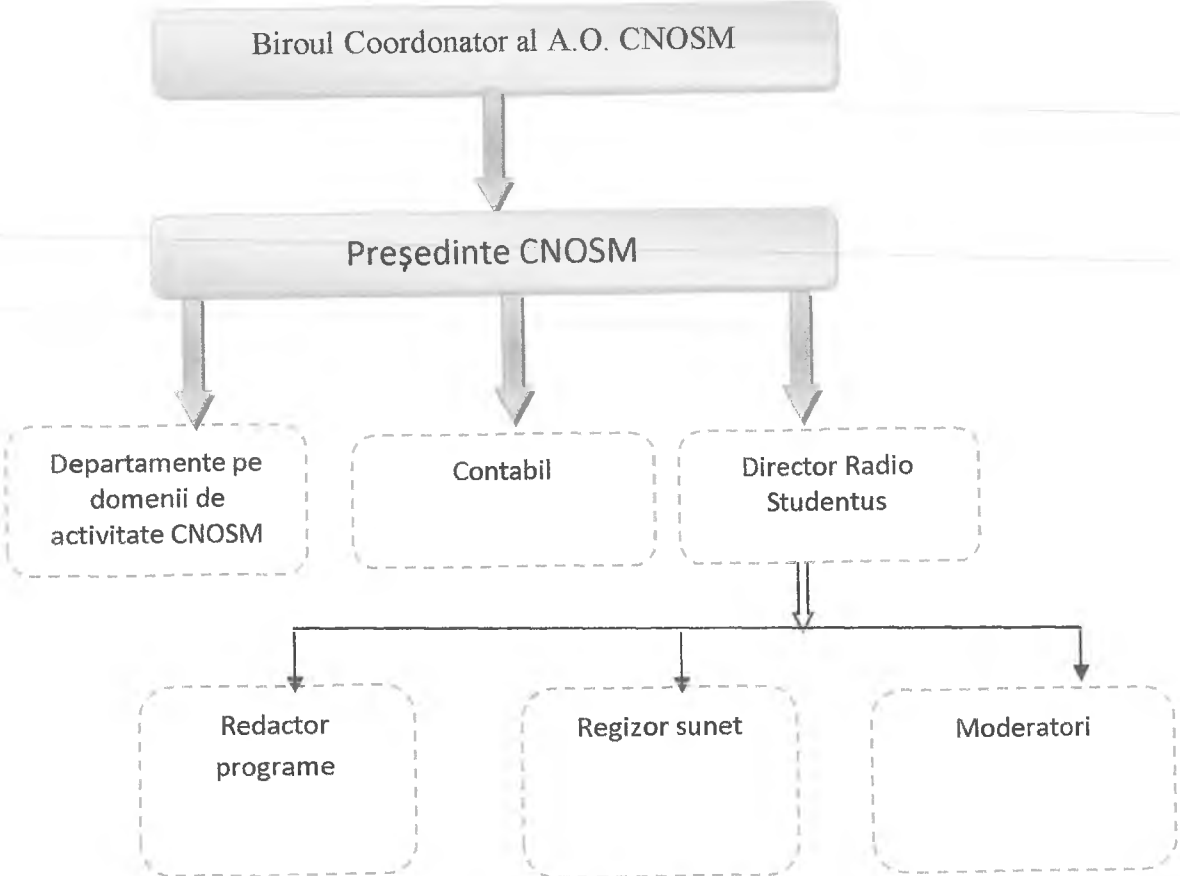 Biroul Coordonator al A.O. CNOSM
Președinte CNOSM
Departamente pe
domenii de
activitate CNOSM
Contabil
Director Radio
Studentus
Redactor
programe
Regizor sunet
Moderatori